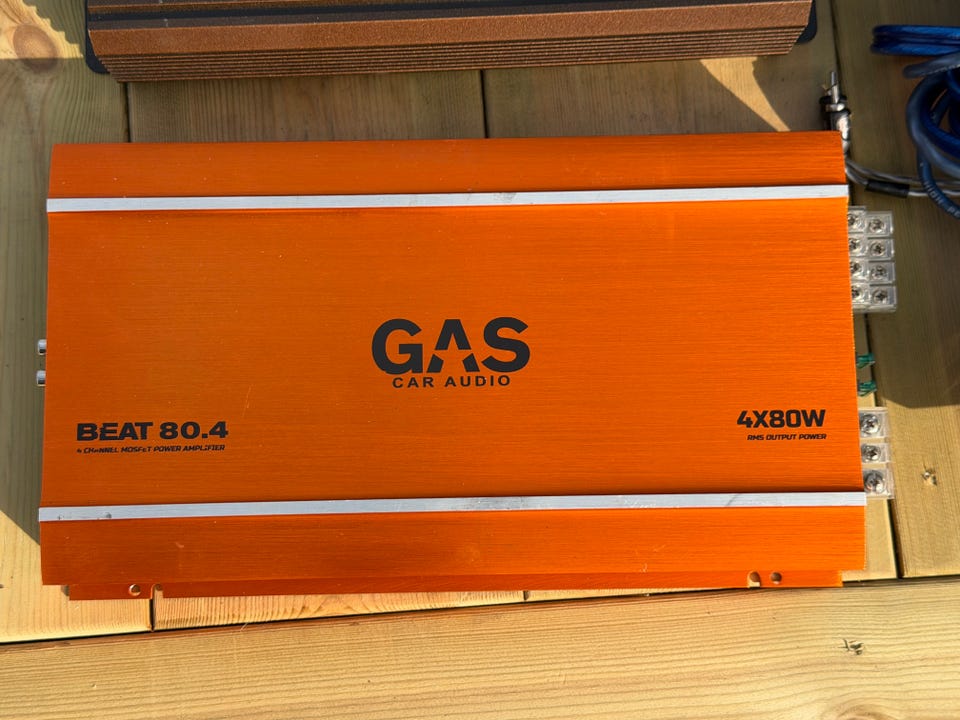 GAS
CAR AUDIO
BEAT 80.4
4 CHANNEL MOSFET POWER AMPLIFIER
4X80W
RMS OUTPUT POWER